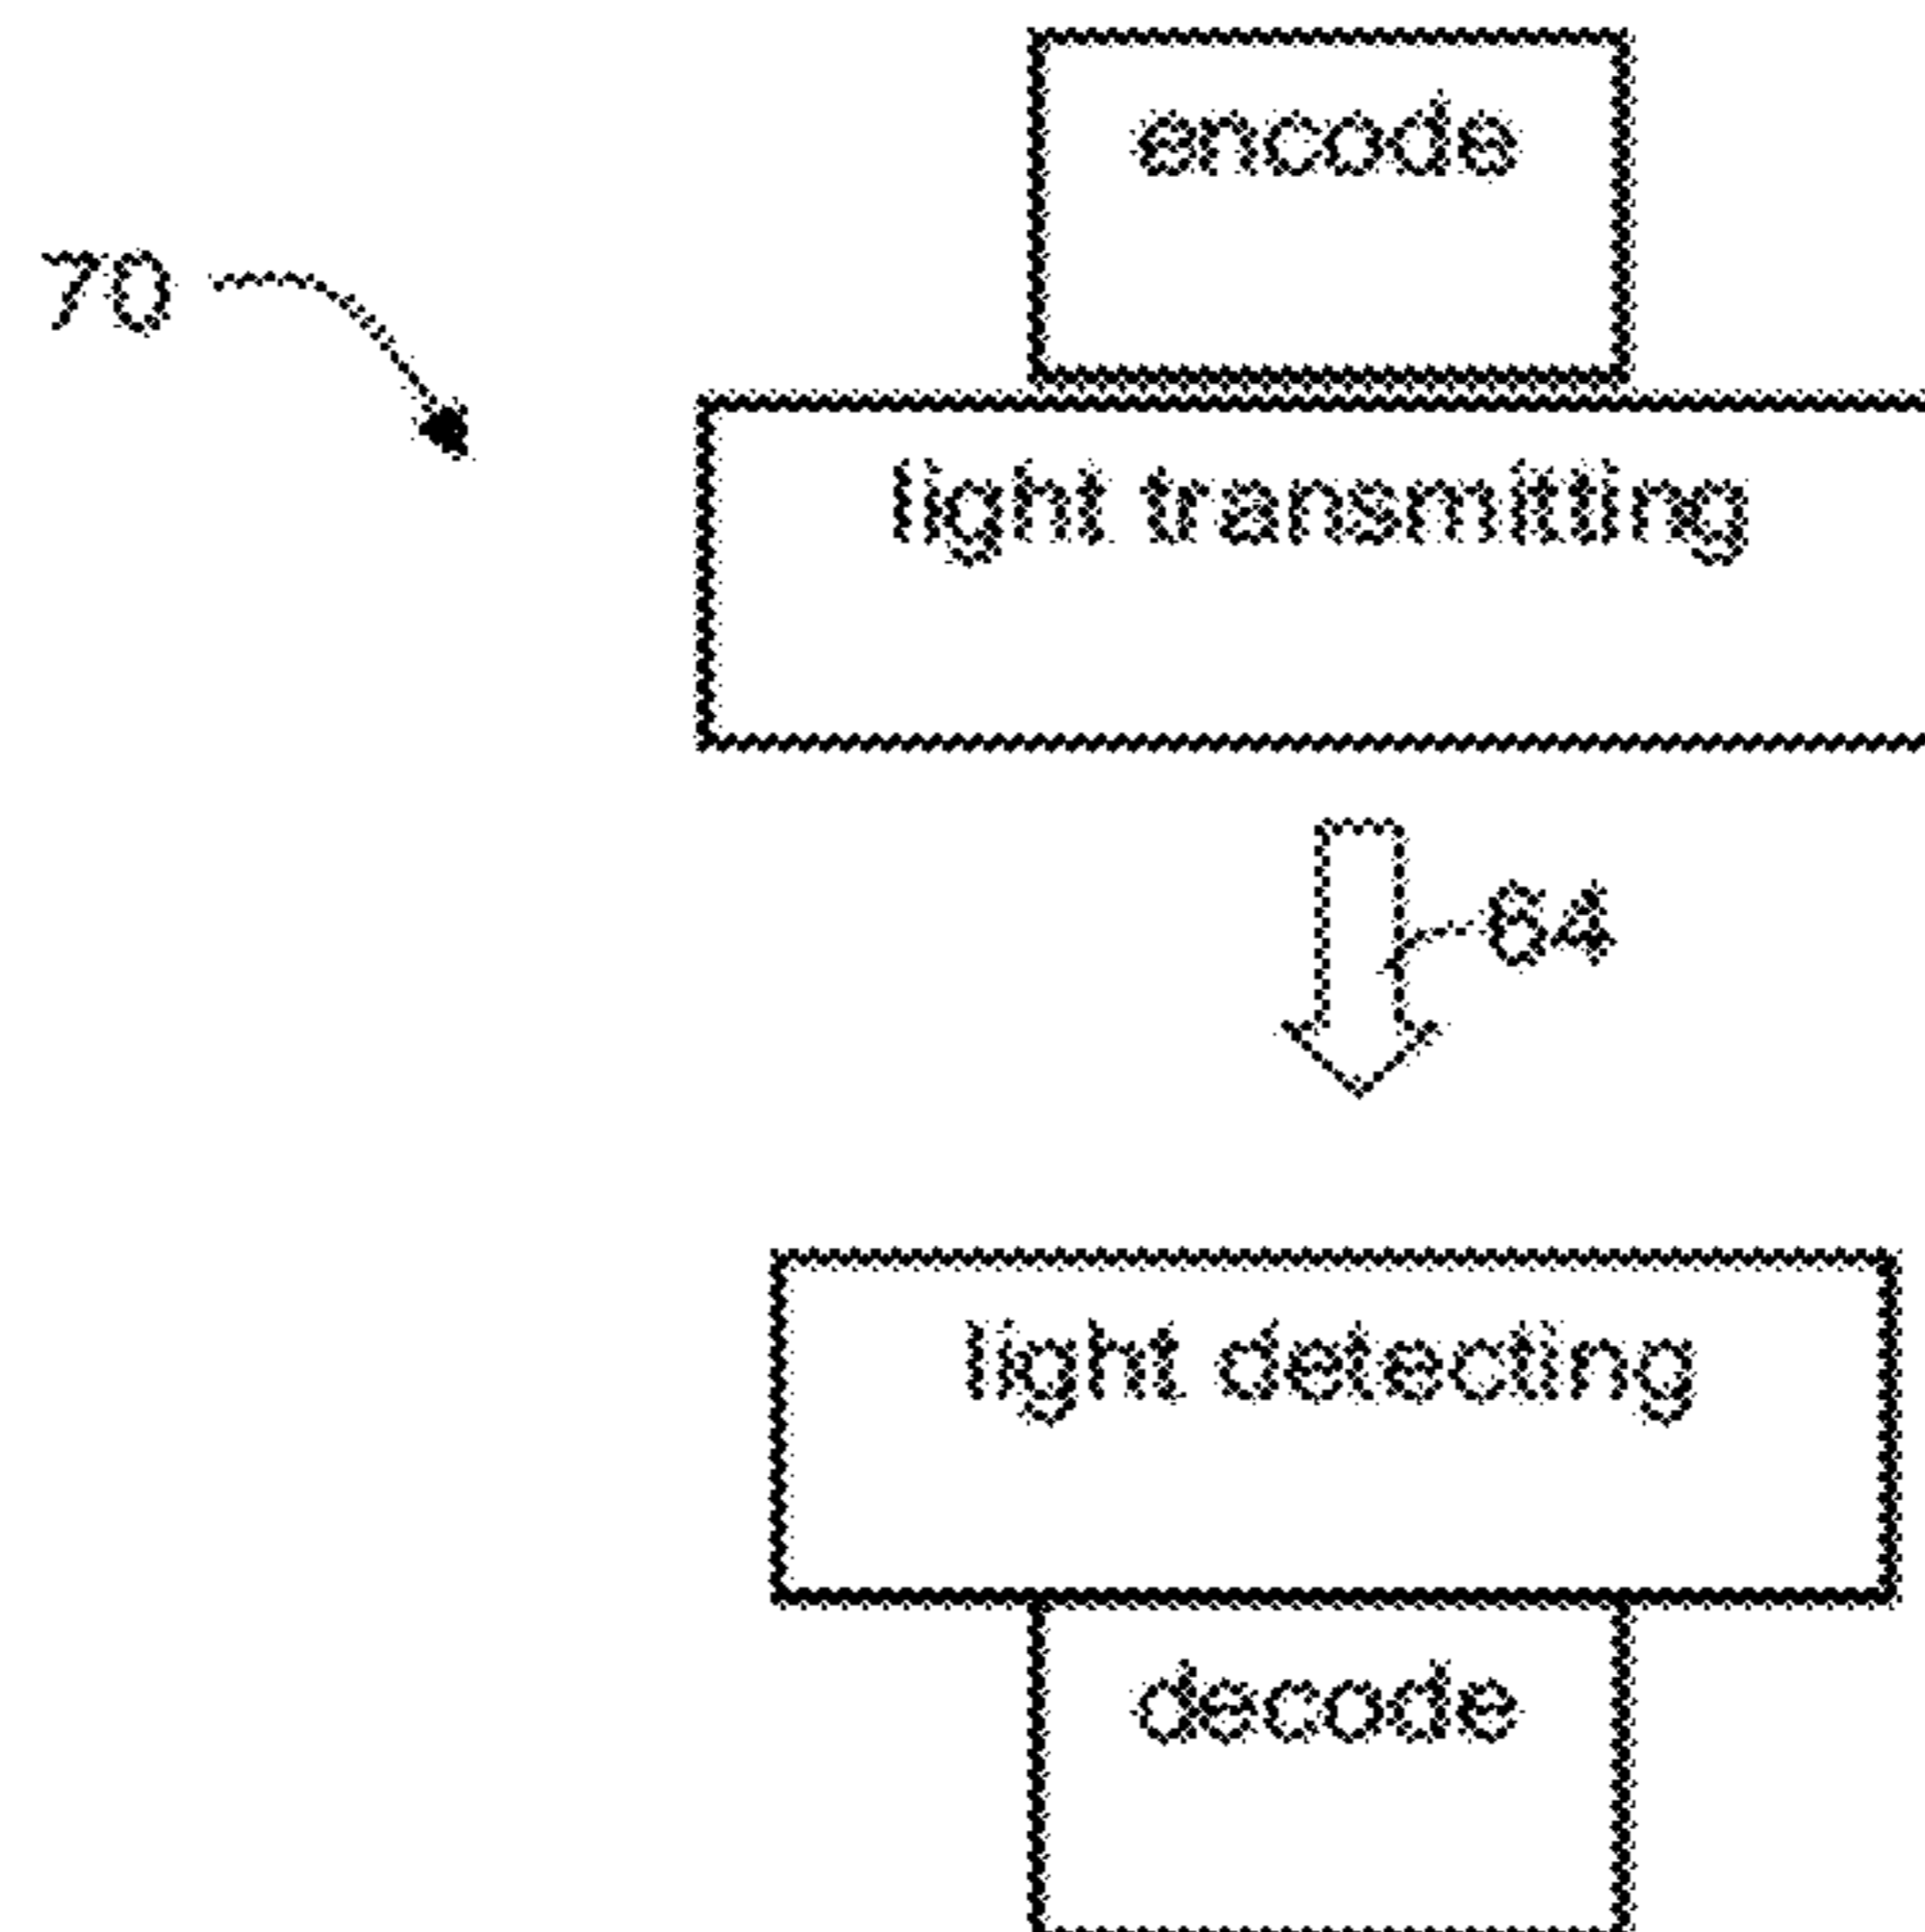 encode
70
light transmitting
64
light detecting
decode